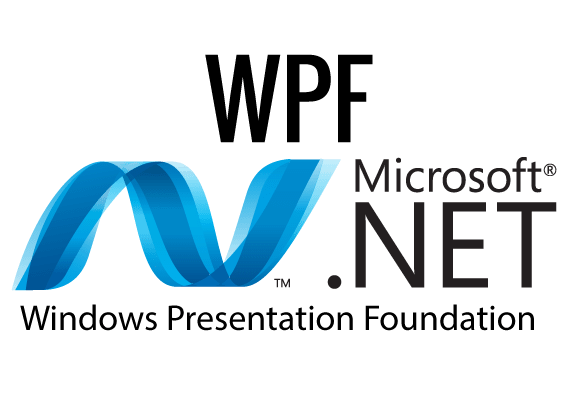 WPF
Microsoft®
™ .NET
Windows Presentation Foundation